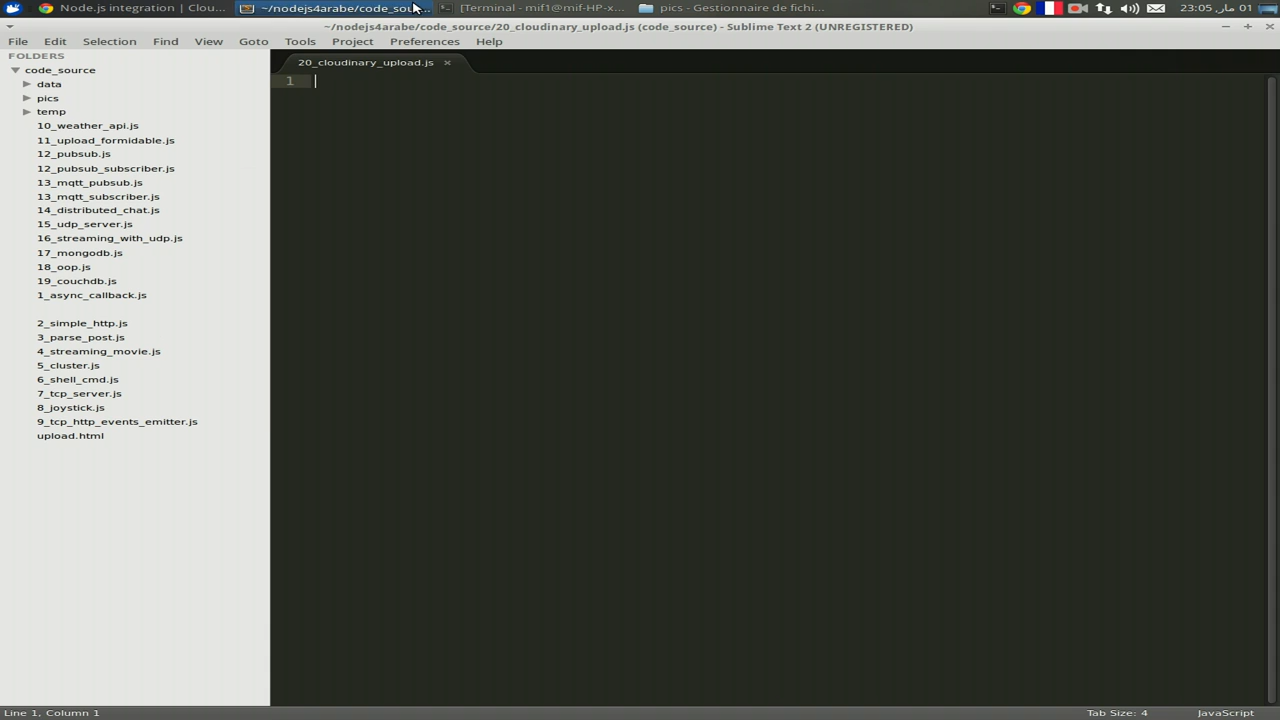 Node.js integration | Clou...
~/nodejs4arabe/code_sou...
[Terminal - mif1@mif-HP-x...
pics - Gestionnaire de fichi...
01 مار, 23:05
~/nodejs4arabe/code_source/20_cloudinary_upload.js (code_source) - Sublime Text 2 (UNREGISTERED)
File Edit Selection Find View Goto Tools Project Preferences Help
FOLDERS
code_source
data
pics
temp
10_weather_api.js
11_upload_formidable.js
12_pubsub.js
12_pubsub_subscriber.js
13_mqtt_pubsub.js
13_mqtt_subscriber.js
14_distributed_chat.js
15_udp_server.js
16_streaming_with_udp.js
17_mongodb.js
18_oop.js
19_couchdb.js
1_async_callback.js
2_simple_http.js
3_parse_post.js
4_streaming_movie.js
5_cluster.js
6_shell_cmd.js
7_tcp_server.js
8_joystick.js
9_tcp_http_events_emitter.js
upload.html
20_cloudinary_upload.js
1
Line 1, Column 1
Tab Size: 4
JavaScript